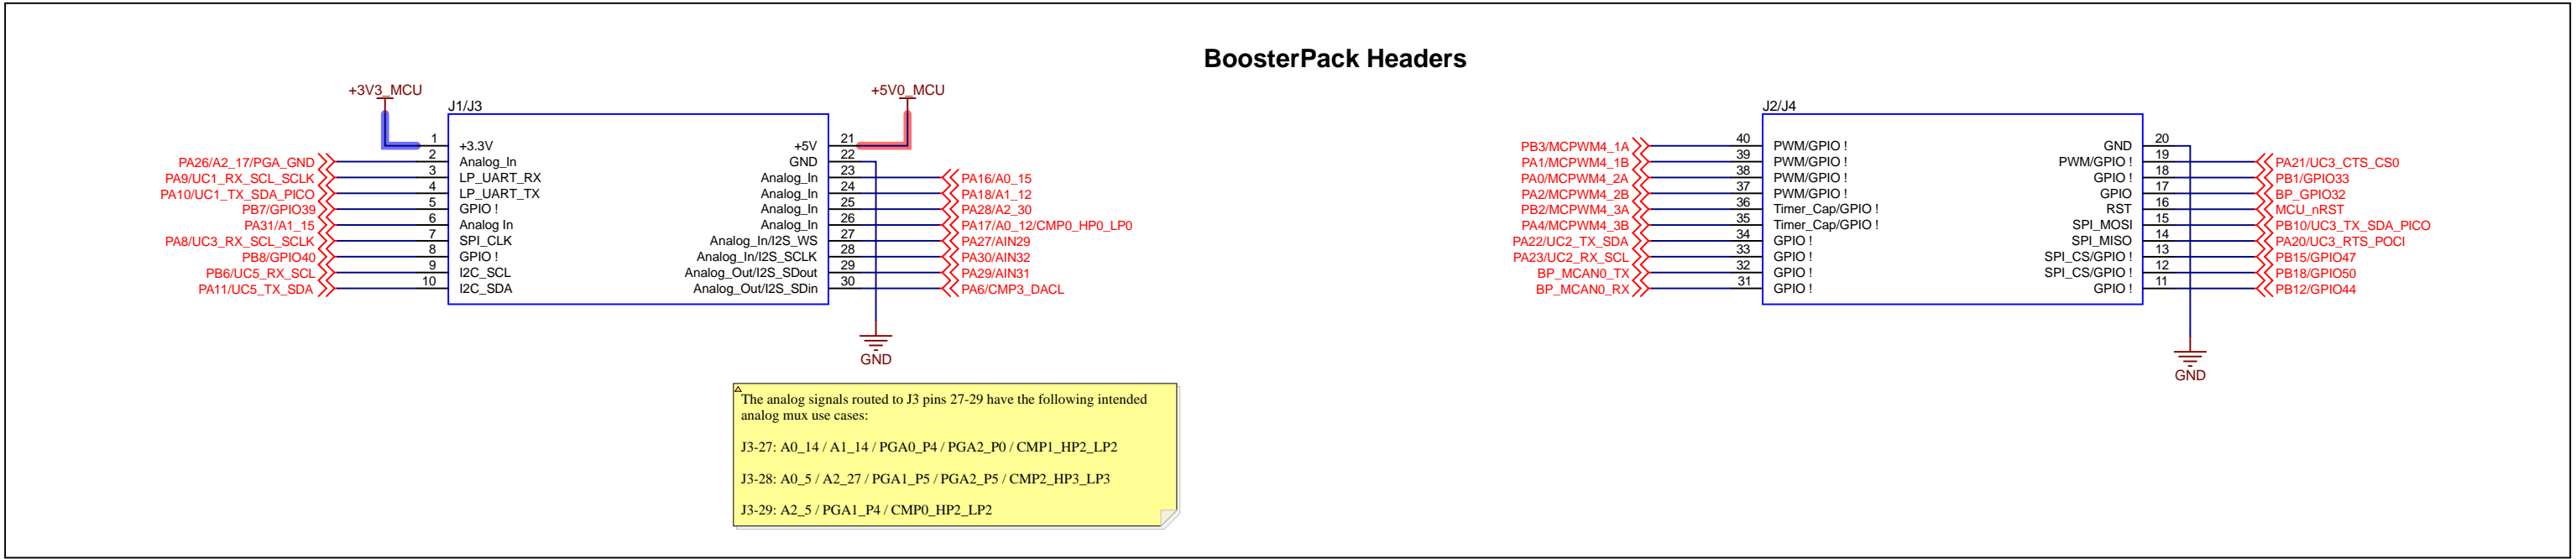 BoosterPack Headers
+3V3_MCU
+5V0_MCU
J1/J3
1 +3.3V
PA26/A2_17/PGA_GND 2 Analog_In
PA9/UC1_RX_SCL_SCLK 3 LP_UART_RX
PA10/UC1_TX_SDA_PICO 4 LP_UART_TX
PB7/GPIO39 5 GPIO !
PA31/A1_15 6 Analog In
PA8/UC3_RX_SCL_SCLK 7 SPI_CLK
PB8/GPIO40 8 GPIO !
PB6/UC5_RX_SCL 9 I2C_SCL
PA11/UC5_TX_SDA 10 I2C_SDA
+5V 21
GND 22
Analog_In 23 PA16/A0_15
Analog_In 24 PA18/A1_12
Analog_In 25 PA28/A2_30
Analog_In 26 PA17/A0_12/CMP0_HP0_LP0
Analog_In/I2S_WS 27 PA27/AIN29
Analog_In/I2S_SCLK 28 PA30/AIN32
Analog_Out/I2S_SDout 29 PA29/AIN31
Analog_Out/I2S_SDin 30 PA6/CMP3_DACL
GND
The analog signals routed to J3 pins 27-29 have the following intended
analog mux use cases:
J3-27: A0_14 / A1_14 / PGA0_P4 / PGA2_P0 / CMP1_HP2_LP2
J3-28: A0_5 / A2_27 / PGA1_P5 / PGA2_P5 / CMP2_HP3_LP3
J3-29: A2_5 / PGA1_P4 / CMP0_HP2_LP2
J2/J4
PB3/MCPWM4_1A 40 PWM/GPIO !
PA1/MCPWM4_1B 39 PWM/GPIO !
PA0/MCPWM4_2A 38 PWM/GPIO !
PA2/MCPWM4_2B 37 PWM/GPIO !
PB2/MCPWM4_3A 36 Timer_Cap/GPIO !
PA4/MCPWM4_3B 35 Timer_Cap/GPIO !
PA22/UC2_TX_SDA 34 GPIO !
PA23/UC2_RX_SCL 33 GPIO !
BP_MCAN0_TX 32 GPIO !
BP_MCAN0_RX 31 GPIO !
GND 20
PWM/GPIO ! 19 PA21/UC3_CTS_CS0
GPIO ! 18 PB1/GPIO33
GPIO 17 BP_GPIO32
RST 16 MCU_nRST
SPI_MOSI 15 PB10/UC3_TX_SDA_PICO
SPI_MISO 14 PA20/UC3_RTS_POCI
SPI_CS/GPIO ! 13 PB15/GPIO47
SPI_CS/GPIO ! 12 PB18/GPIO50
GPIO ! 11 PB12/GPIO44
GND